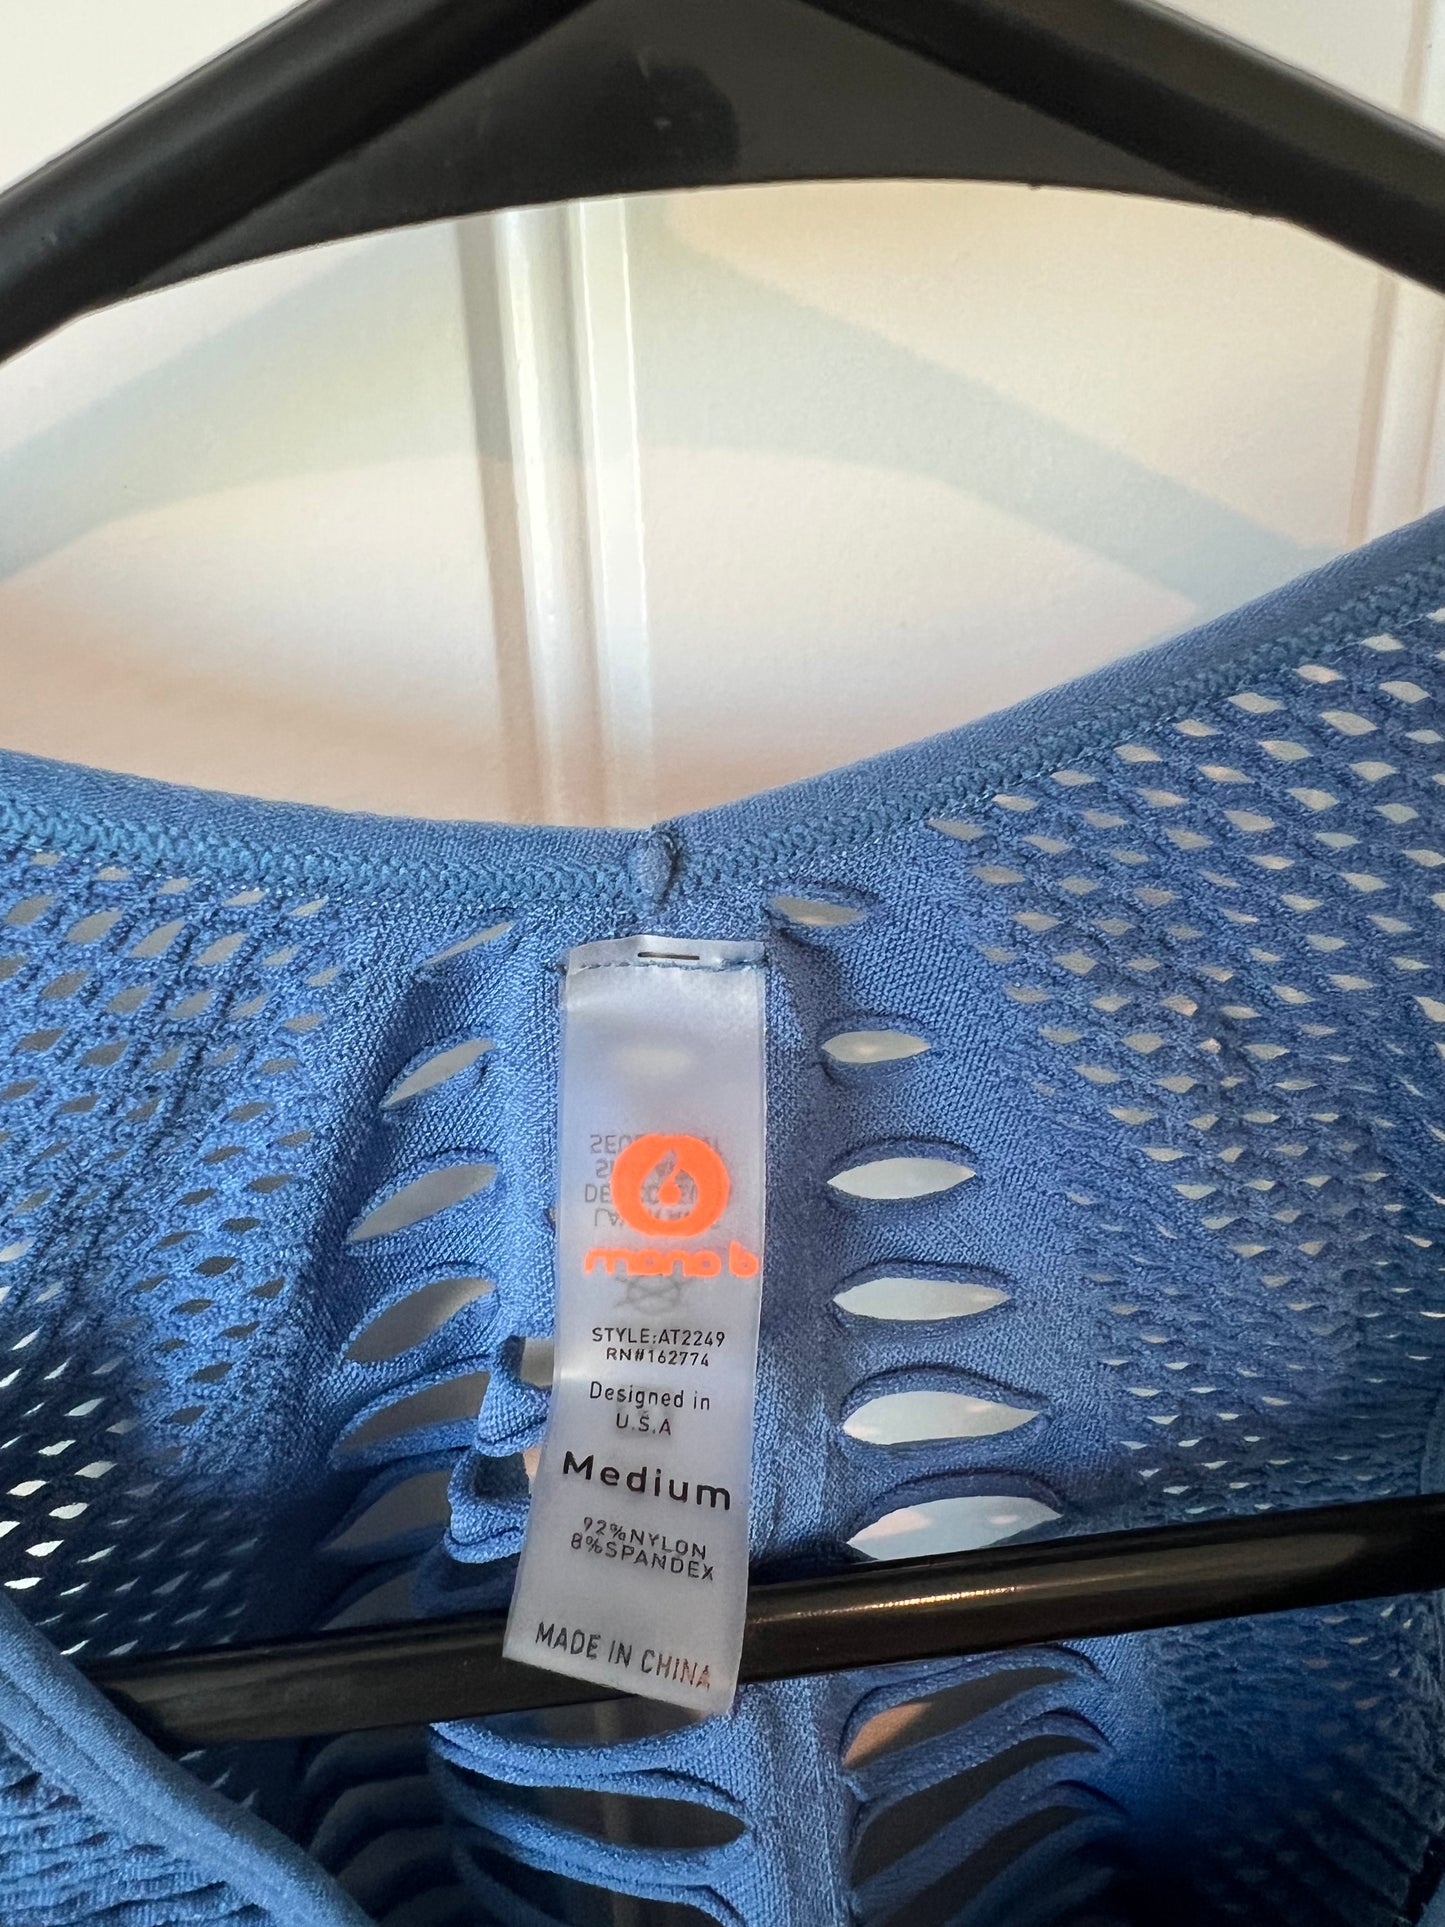 mono b
STYLE:AT2249
RN#162774
Designed in
U.S.A
Medium
92%NYLON
8%SPANDEX
MADE IN CHINA